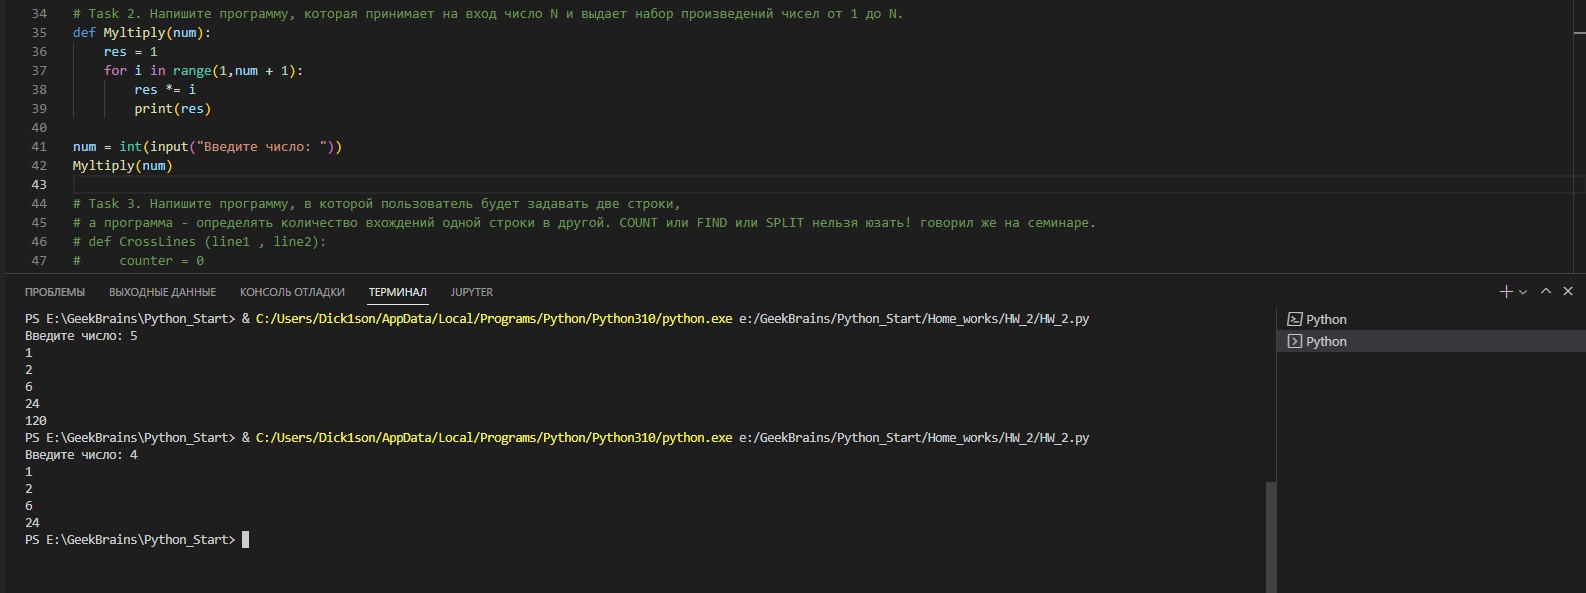 34 # Task 2. Напишите программу, которая принимает на вход число N и выдает набор произведений чисел от 1 до N.
35 def Myltiply(num):
36     res = 1
37     for i in range(1,num + 1):
38         res *= i
39         print(res)
40
41 num = int(input("Введите число: "))
42 Myltiply(num)
43
44 # Task 3. Напишите программу, в которой пользователь будет задавать две строки,
45 # а программа - определять количество вхождений одной строки в другой. COUNT или FIND или SPLIT нельзя юзать! говорил же на семинаре.
46 # def CrossLines (line1 , line2):
47 #     counter = 0
ПРОБЛЕМЫ ВЫХОДНЫЕ ДАННЫЕ КОНСОЛЬ ОТЛАДКИ ТЕРМИНАЛ JUPYTER
PS E:\GeekBrains\Python_Start> & C:/Users/Dick1son/AppData/Local/Programs/Python/Python310/python.exe e:/GeekBrains/Python_Start/Home_works/HW_2/HW_2.py
Введите число: 5
1
2
6
24
120
PS E:\GeekBrains\Python_Start> & C:/Users/Dick1son/AppData/Local/Programs/Python/Python310/python.exe e:/GeekBrains/Python_Start/Home_works/HW_2/HW_2.py
Введите число: 4
1
2
6
24
PS E:\GeekBrains\Python_Start>
Python
Python